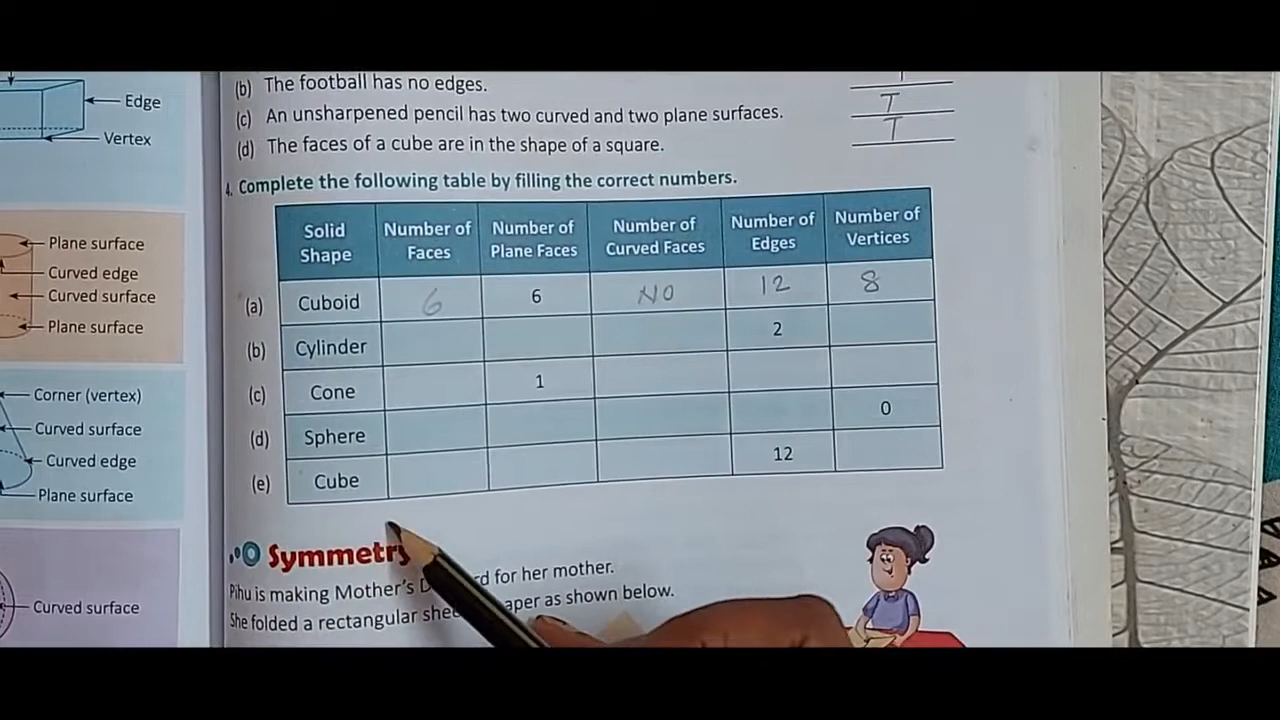 Edge
Vertex
Plane surface
Curved edge
Curved surface
Plane surface
Corner (vertex)
Curved surface
Curved edge
Plane surface
Curved surface
(b) The football has no edges.
(c) An unsharpened pencil has two curved and two plane surfaces. T
(d) The faces of a cube are in the shape of a square. T
4. Complete the following table by filling the correct numbers.
Solid Shape Number of Faces Number of Plane Faces Number of Curved Faces Number of Edges Number of Vertices
(a) Cuboid 6 6 NO 12 8
(b) Cylinder 2
(c) Cone 1
(d) Sphere 0
(e) Cube 12
Symmetry
Pihu is making Mother's for her mother.
She folded a rectangular as shown below.